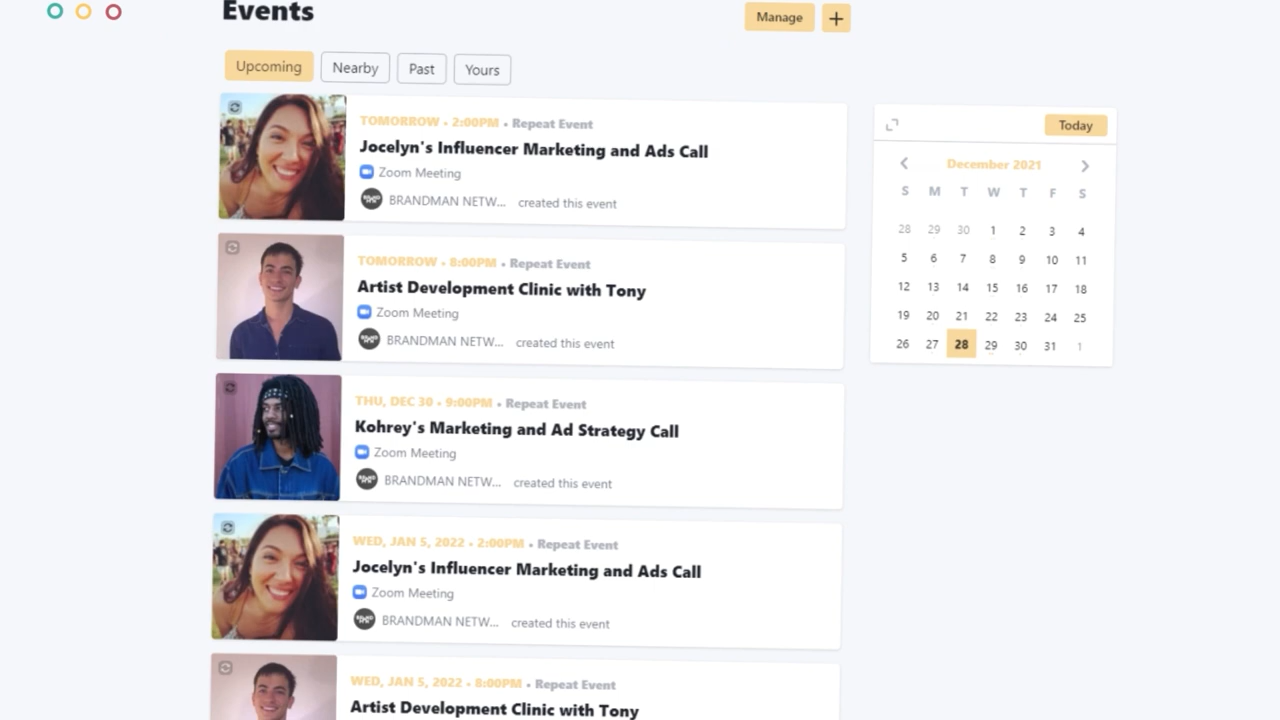 Events
Manage
+
Upcoming
Nearby
Past
Yours
TOMORROW • 2:00PM • Repeat Event
Jocelyn's Influencer Marketing and Ads Call
Zoom Meeting
BRANDMAN NETW... created this event
TOMORROW • 8:00PM • Repeat Event
Artist Development Clinic with Tony
Zoom Meeting
BRANDMAN NETW... created this event
THU, DEC 30 • 9:00PM • Repeat Event
Kohrey's Marketing and Ad Strategy Call
Zoom Meeting
BRANDMAN NETW... created this event
WED, JAN 5, 2022 • 2:00PM • Repeat Event
Jocelyn's Influencer Marketing and Ads Call
Zoom Meeting
BRANDMAN NETW... created this event
WED, JAN 5, 2022 • 8:00PM • Repeat Event
Artist Development Clinic with Tony
Today
December 2021
S M T W T F S
28 29 30 1 2 3 4
5 6 7 8 9 10 11
12 13 14 15 16 17 18
19 20 21 22 23 24 25
26 27 28 29 30 31 1